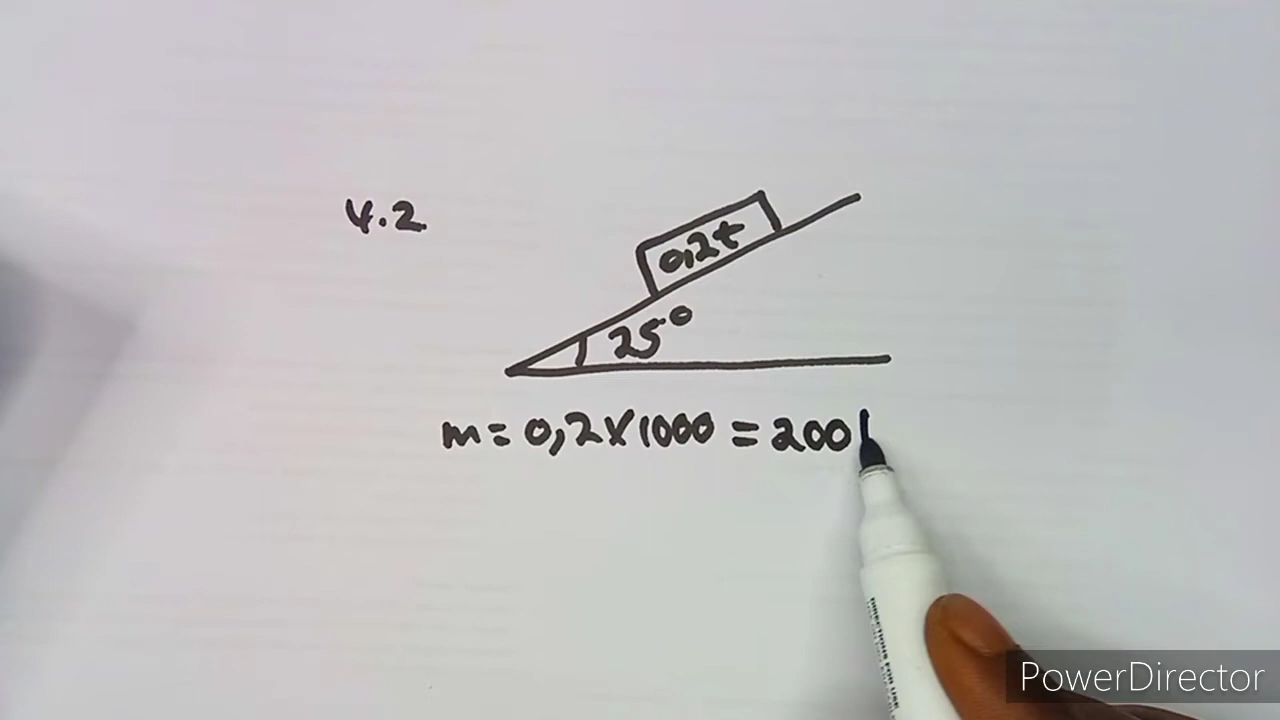 4.2
0,2t
25°
m = 0,2 x 1000 = 200
PowerDirector